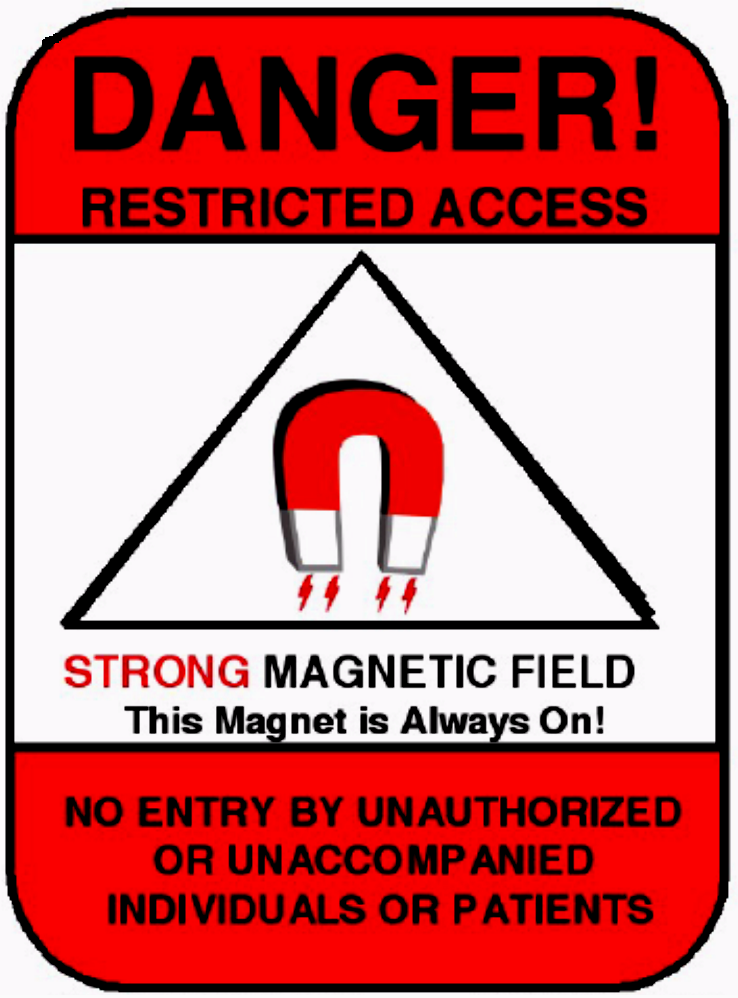 DANGER!
RESTRICTED ACCESS
STRONG MAGNETIC FIELD
This Magnet is Always On!
NO ENTRY BY UNAUTHORIZED
OR UNACCOMPANIED
INDIVIDUALS OR PATIENTS